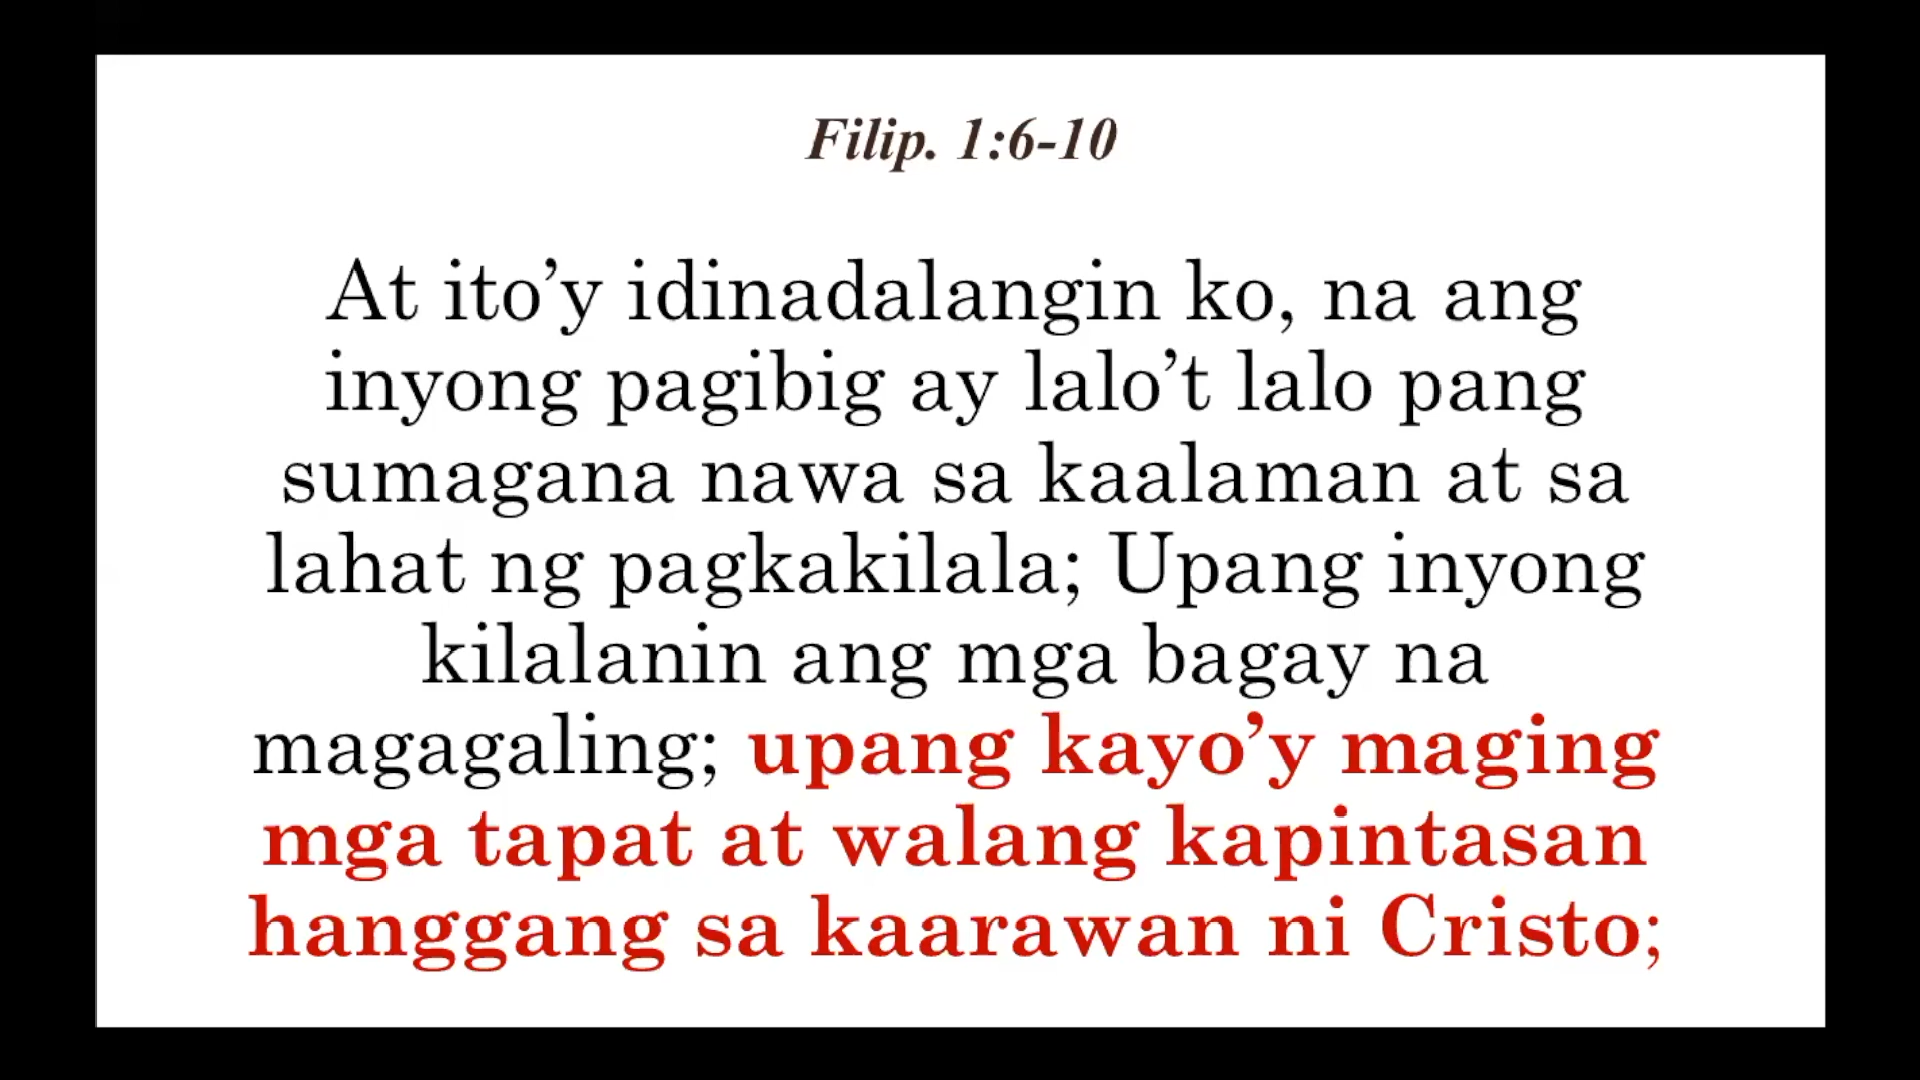 Filip. 1:6-10
At ito’y idinadalangin ko, na ang
inyong pagibig ay lalo’t lalo pang
sumagana nawa sa kaalaman at sa
lahat ng pagkakilala; Upang inyong
kilalanin ang mga bagay na
magagaling; upang kayo’y maging
mga tapat at walang kapintasan
hanggang sa kaarawan ni Cristo;